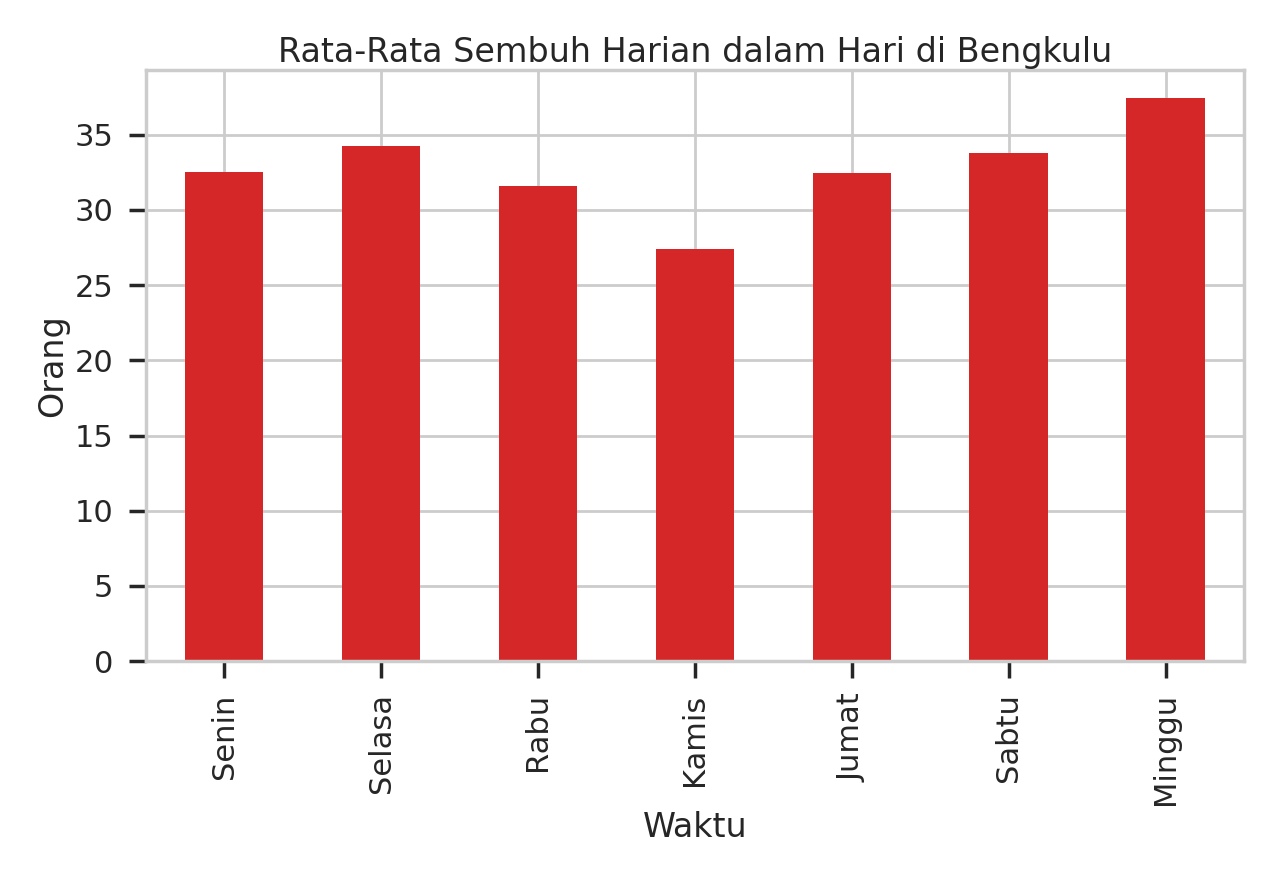 Rata-Rata Sembuh Harian dalam Hari di Bengkulu
Orang
35
30
25
20
15
10
5
0
Senin
Selasa
Rabu
Kamis
Jumat
Sabtu
Minggu
Waktu